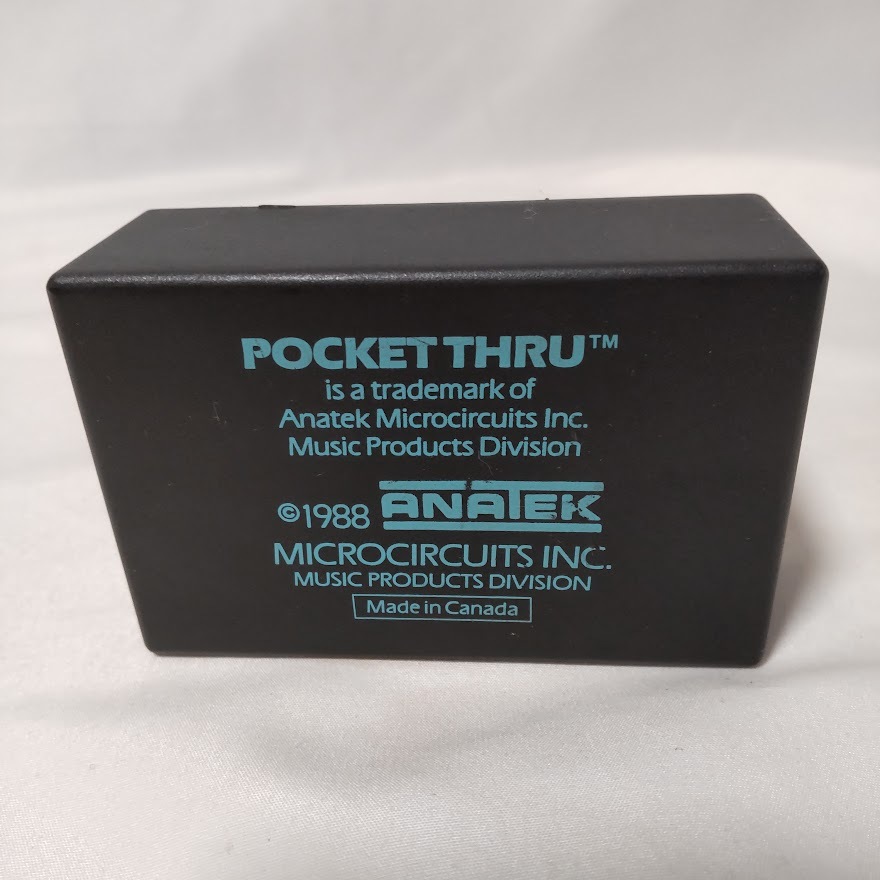 POCKET THRU™
is a trademark of
Anatek Microcircuits Inc.
Music Products Division
©1988 ANATEK
MICROCIRCUITS INC.
MUSIC PRODUCTS DIVISION
Made in Canada